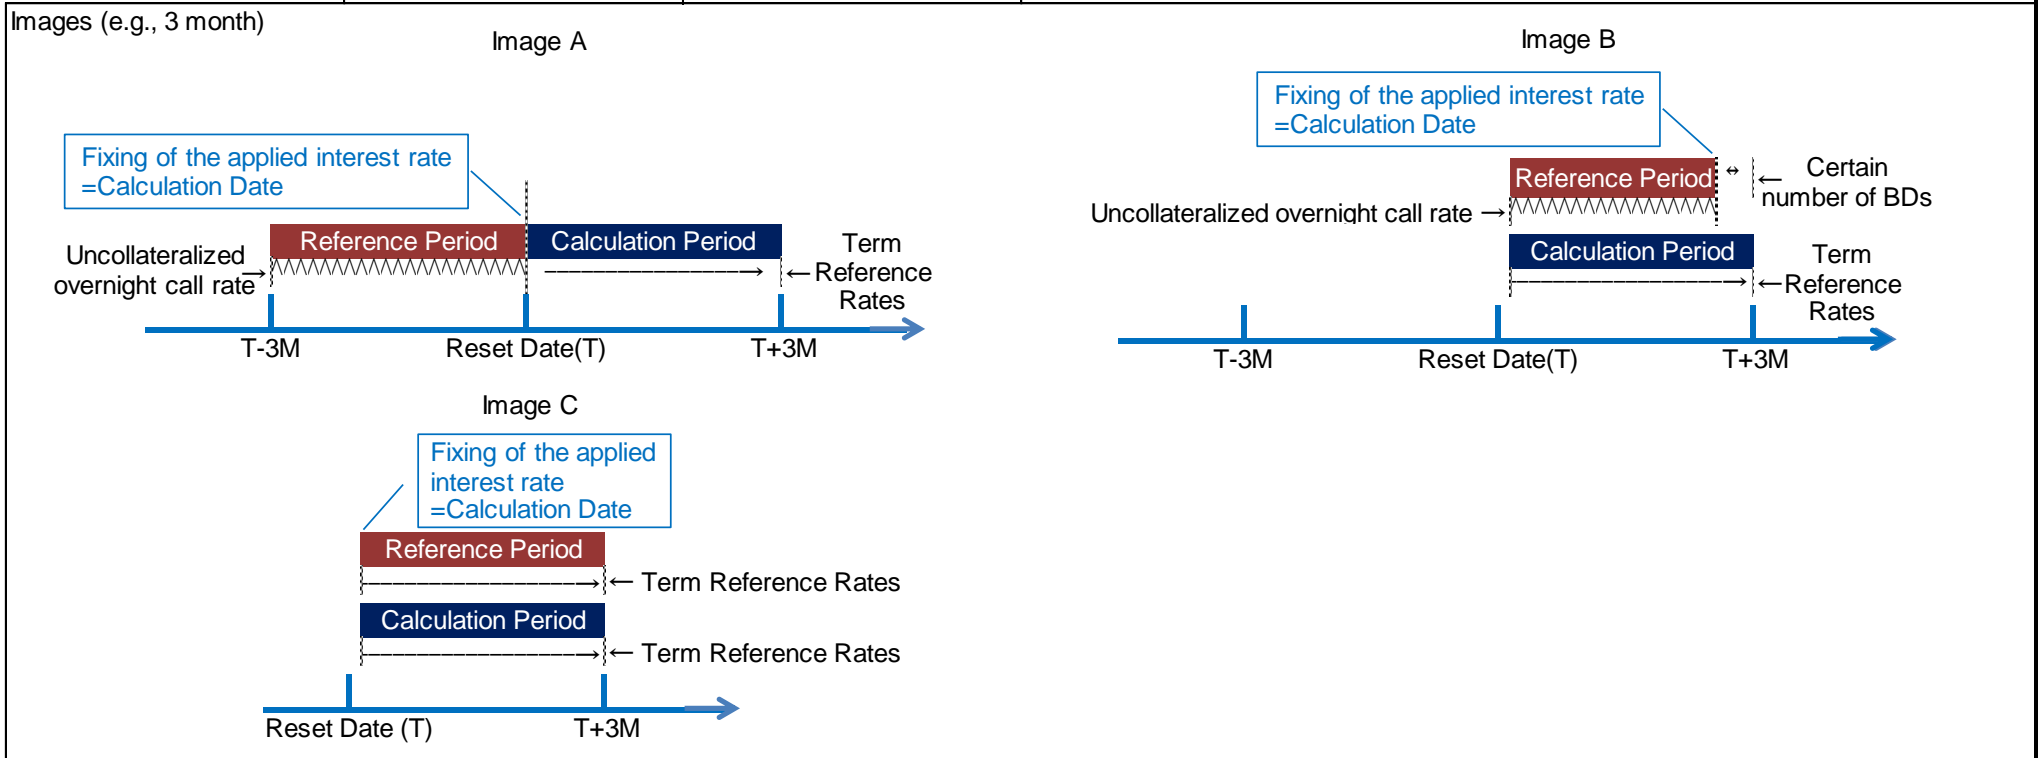 Images (e.g., 3 month)
Image A
Fixing of the applied interest rate
=Calculation Date
Reference Period
Calculation Period
Uncollateralized
overnight call rate
→
←
Term
Reference
Rates
T-3M
Reset Date(T)
T+3M
Image B
Fixing of the applied interest rate
=Calculation Date
Reference Period
↔
←
Certain
number of BDs
Uncollateralized overnight call rate →
Calculation Period
Term
←Reference
Rates
T-3M
Reset Date(T)
T+3M
Image C
Fixing of the applied
interest rate
=Calculation Date
Reference Period
← Term Reference Rates
Calculation Period
← Term Reference Rates
Reset Date (T)
T+3M